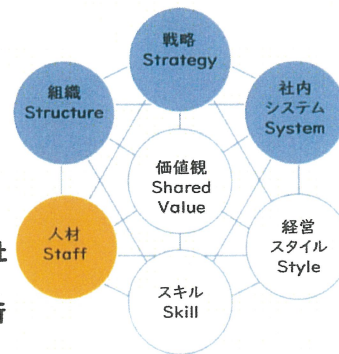 戦略
Strategy
組織
Structure
社内
システム
System
価値観
Shared
Value
人材
Staff
経営
スタイル
Style
スキル
Skill
社